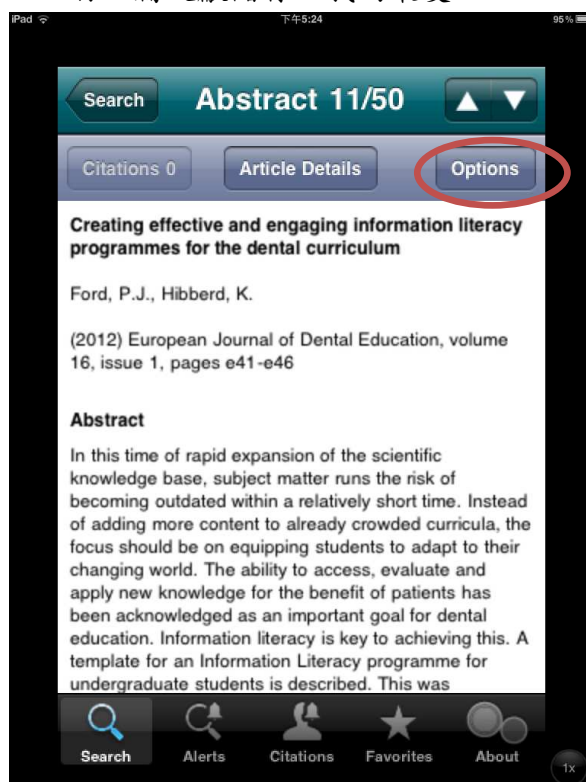 iPad 下午5:24 95%
Search Abstract 11/50
Citations 0 Article Details Options
Creating effective and engaging information literacy
programmes for the dental curriculum
Ford, P.J., Hibberd, K.
(2012) European Journal of Dental Education, volume
16, issue 1, pages e41-e46
Abstract
In this time of rapid expansion of the scientific
knowledge base, subject matter runs the risk of
becoming outdated within a relatively short time. Instead
of adding more content to already crowded curricula, the
focus should be on equipping students to adapt to their
changing world. The ability to access, evaluate and
apply new knowledge for the benefit of patients has
been acknowledged as an important goal for dental
education. Information literacy is key to achieving this. A
template for an Information Literacy programme for
undergraduate students is described. This was
Search Alerts Citations Favorites About
1x